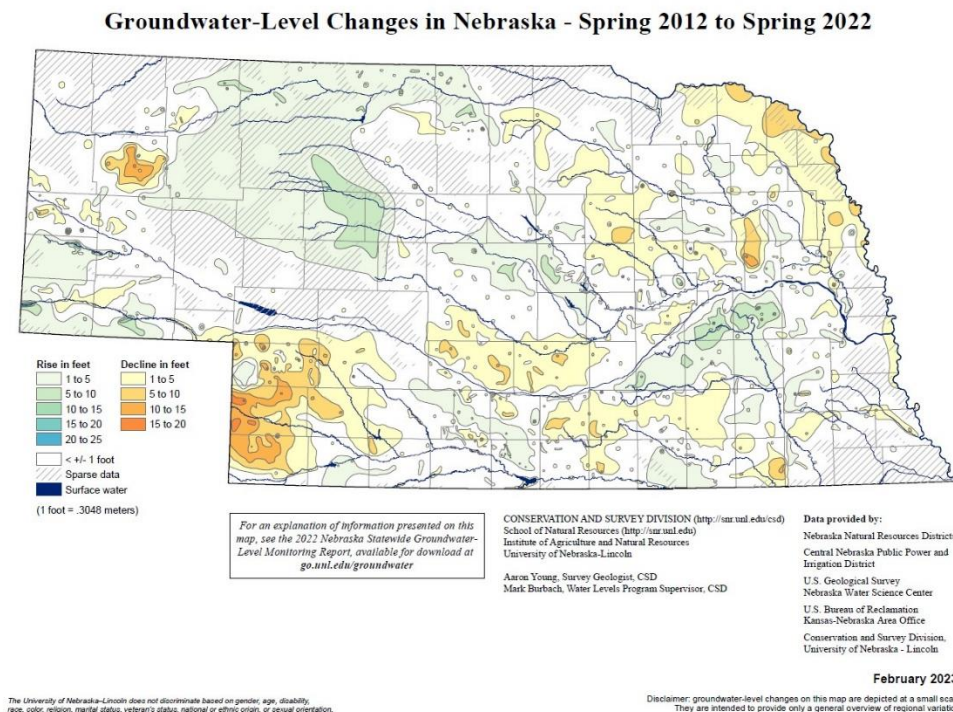 Groundwater-Level Changes in Nebraska - Spring 2012 to Spring 2022
Rise in feet
1 to 5
5 to 10
10 to 15
15 to 20
20 to 25
Decline in feet
1 to 5
5 to 10
10 to 15
15 to 20
< +/- 1 foot
Sparse data
Surface water
(1 foot = .3048 meters)
For an explanation of information presented on this
map, see the 2022 Nebraska Statewide Groundwater-
Level Monitoring Report, available for download at
go.unl.edu/groundwater
CONSERVATION AND SURVEY DIVISION (http://snr.unl.edu/csd)
School of Natural Resources (http://snr.unl.edu)
Institute of Agriculture and Natural Resources
University of Nebraska-Lincoln
Aaron Young, Survey Geologist, CSD
Mark Burbach, Water Levels Program Supervisor, CSD
Data provided by:
Nebraska Natural Resources Districts
Central Nebraska Public Power and
Irrigation District
U.S. Geological Survey
Nebraska Water Science Center
U.S. Bureau of Reclamation
Kansas-Nebraska Area Office
Conservation and Survey Division,
University of Nebraska - Lincoln
February 2023
The University of Nebraska-Lincoln does not discriminate based on gender, age, disability,
race, color, religion, marital status, veteran's status, national or ethnic origin, or sexual orientation.
Disclaimer: groundwater-level changes on this map are depicted at a small
They are intended to provide only a general overview of regional